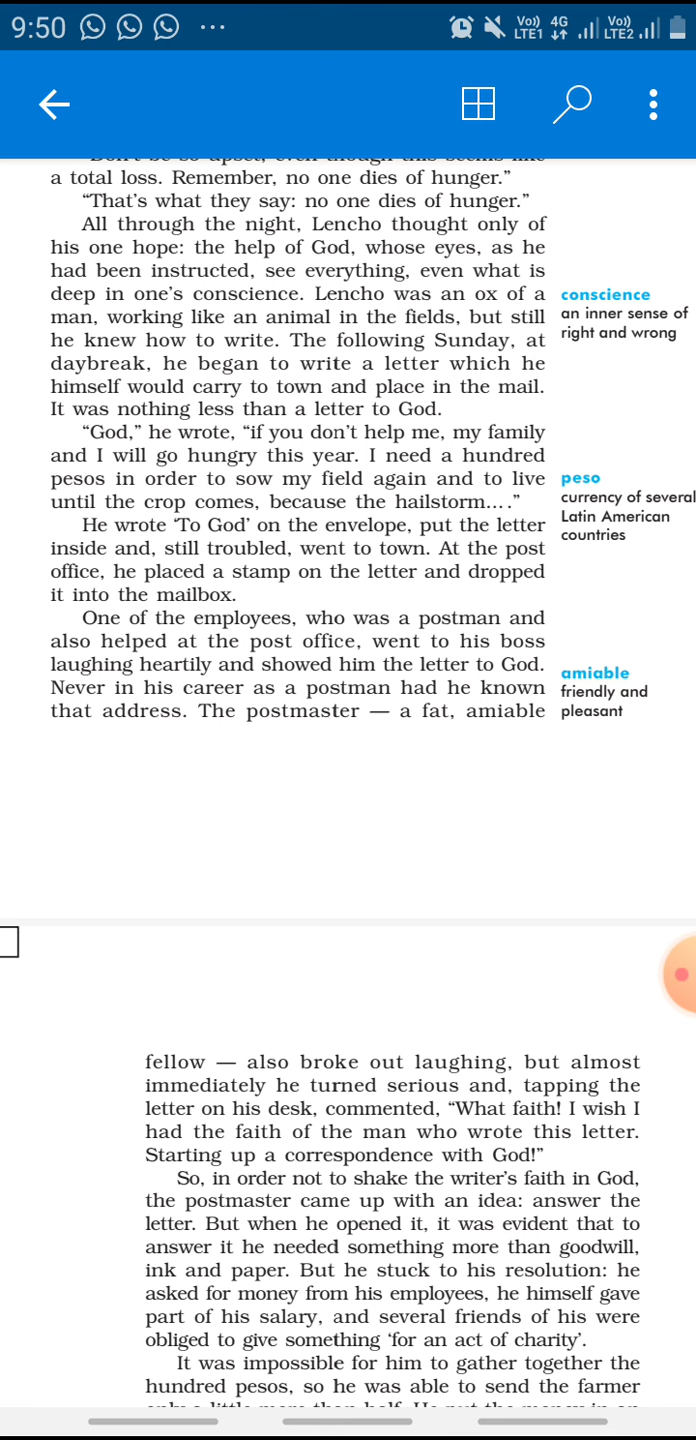 9:50 ... Vo)) LTE1 4G Vo)) LTE2
"Don't be so upset, even though this seems like
a total loss. Remember, no one dies of hunger."
"That's what they say: no one dies of hunger."
All through the night, Lencho thought only of
his one hope: the help of God, whose eyes, as he
had been instructed, see everything, even what is
deep in one's conscience. Lencho was an ox of a
man, working like an animal in the fields, but still
he knew how to write. The following Sunday, at
daybreak, he began to write a letter which he
himself would carry to town and place in the mail.
It was nothing less than a letter to God.
"God," he wrote, "if you don't help me, my family
and I will go hungry this year. I need a hundred
pesos in order to sow my field again and to live
until the crop comes, because the hailstorm... ."
He wrote 'To God' on the envelope, put the letter
inside and, still troubled, went to town. At the post
office, he placed a stamp on the letter and dropped
it into the mailbox.
One of the employees, who was a postman and
also helped at the post office, went to his boss
laughing heartily and showed him the letter to God.
Never in his career as a postman had he known
that address. The postmaster — a fat, amiable
conscience
an inner sense of
right and wrong
peso
currency of several
Latin American
countries
amiable
friendly and
pleasant
fellow — also broke out laughing, but almost
immediately he turned serious and, tapping the
letter on his desk, commented, "What faith! I wish I
had the faith of the man who wrote this letter.
Starting up a correspondence with God!"
So, in order not to shake the writer's faith in God,
the postmaster came up with an idea: answer the
letter. But when he opened it, it was evident that to
answer it he needed something more than goodwill,
ink and paper. But he stuck to his resolution: he
asked for money from his employees, he himself gave
part of his salary, and several friends of his were
obliged to give something 'for an act of charity'.
It was impossible for him to gather together the
hundred pesos, so he was able to send the farmer